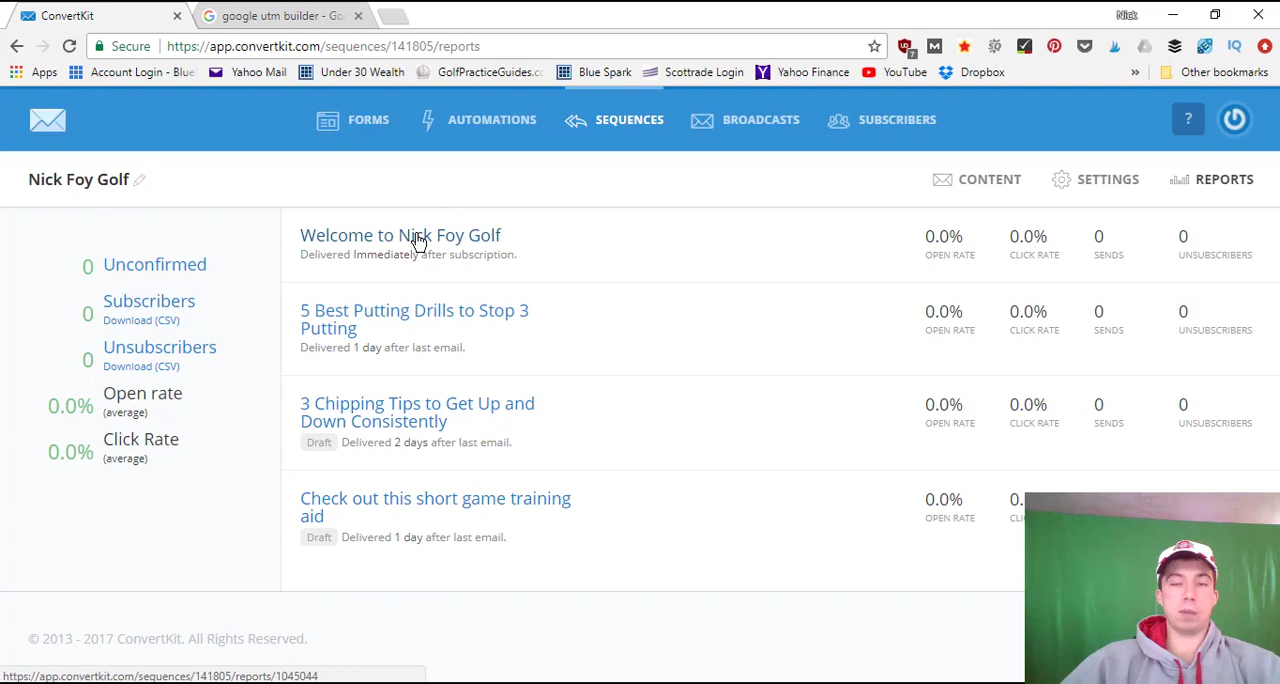 ConvertKit
google utm builder - Go
Nick
Secure
https://app.convertkit.com/sequences/141805/reports
7
Apps
Account Login - Blue
Yahoo Mail
Under 30 Wealth
GolfPracticeGuides.c
Blue Spark
Scottrade Login
Yahoo Finance
YouTube
Dropbox
»
Other bookmarks
FORMS
AUTOMATIONS
SEQUENCES
BROADCASTS
SUBSCRIBERS
?
Nick Foy Golf
CONTENT
SETTINGS
REPORTS
0 Unconfirmed
0 Subscribers
Download (CSV)
0 Unsubscribers
Download (CSV)
0.0% Open rate
(average)
0.0% Click Rate
(average)
Welcome to Nick Foy Golf
Delivered Immediately after subscription.
0.0% 0.0% 0 0
OPEN RATE CLICK RATE SENDS UNSUBSCRIBERS
5 Best Putting Drills to Stop 3
Putting
Delivered 1 day after last email.
0.0% 0.0% 0 0
OPEN RATE CLICK RATE SENDS UNSUBSCRIBERS
3 Chipping Tips to Get Up and
Down Consistently
Draft Delivered 2 days after last email.
0.0% 0.0% 0 0
OPEN RATE CLICK RATE SENDS UNSUBSCRIBERS
Check out this short game training
aid
Draft Delivered 1 day after last email.
0.0% 0.
OPEN RATE CLI
© 2013 - 2017 ConvertKit. All Rights Reserved.
https://app.convertkit.com/sequences/141805/reports/1045044